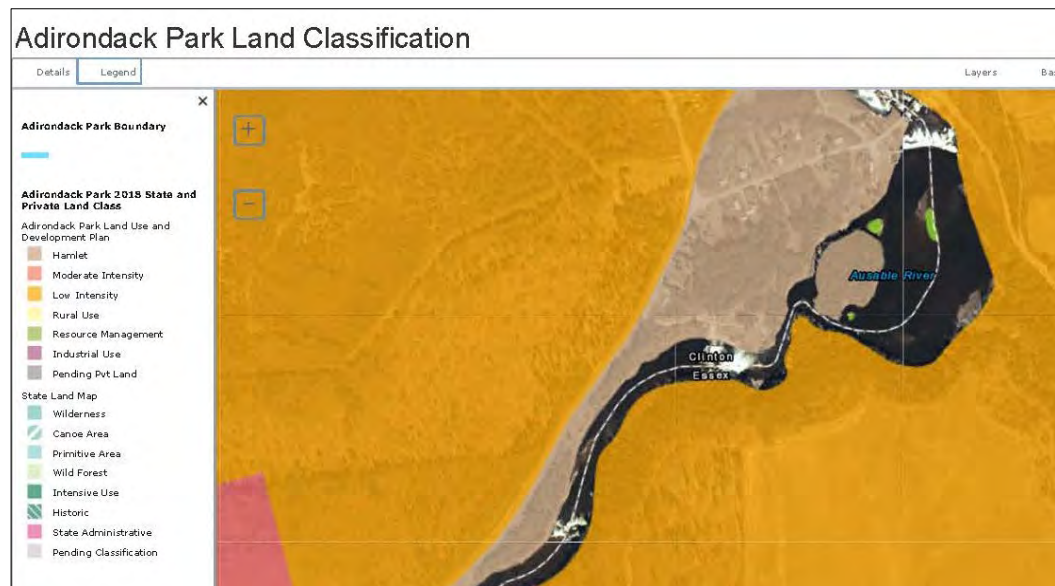 Adirondack Park Land Classification
Details
Legend
Layers
Bas
Adirondack Park Boundary
Adirondack Park 2018 State and
Private Land Class
Adirondack Park Land Use and
Development Plan
Hamlet
Moderate Intensity
Low Intensity
Rural Use
Resource Management
Industrial Use
Pending Pvt Land
State Land Map
Wilderness
Canoe Area
Primitive Area
Wild Forest
Intensive Use
Historic
State Administrative
Pending Classification
Ausable River
Clinton
Essex